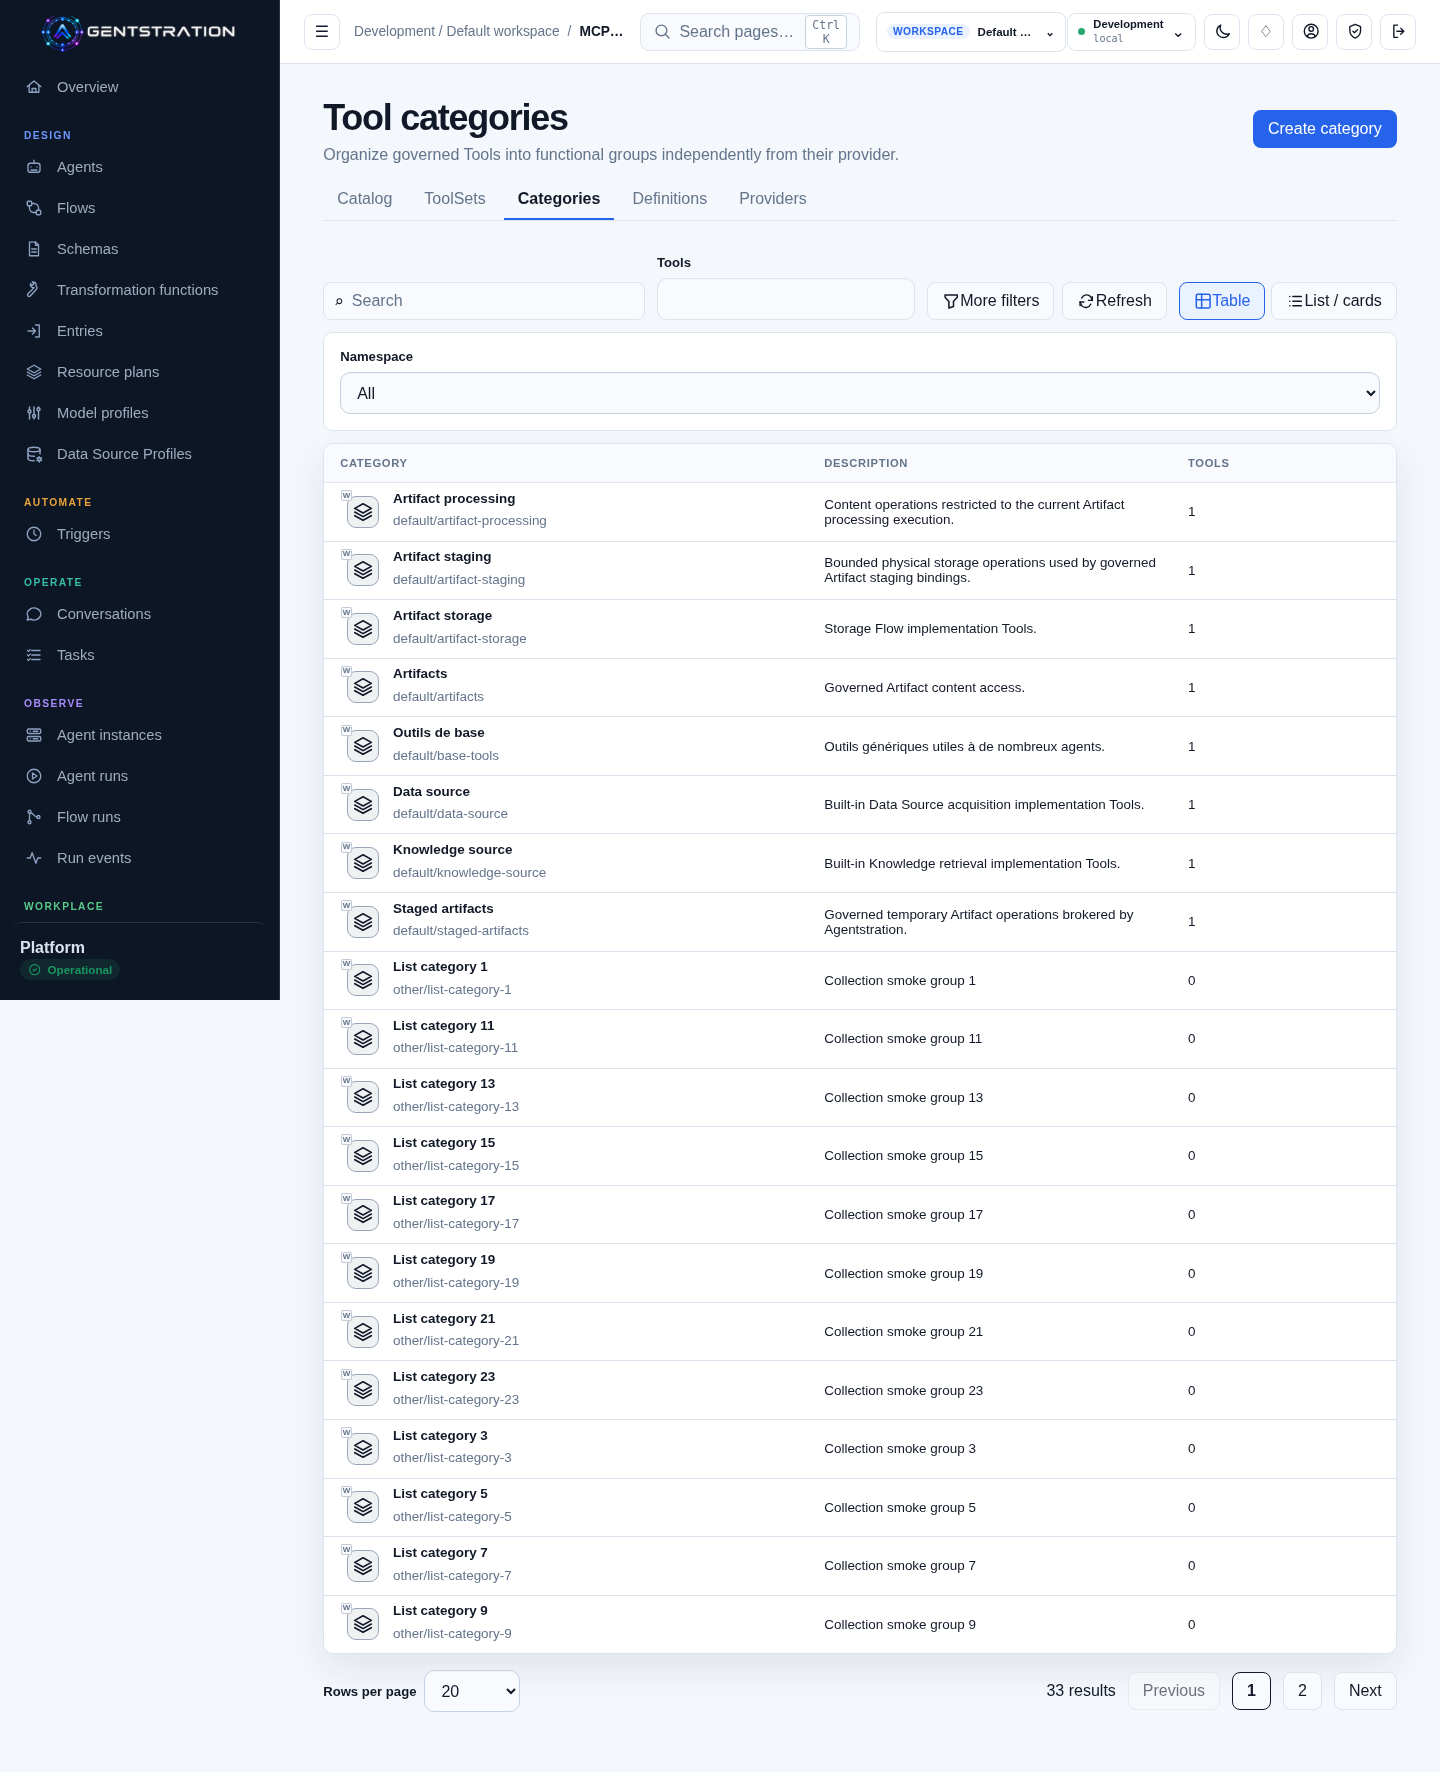 GENTSTRATION
Overview
DESIGN
Agents
Flows
Schemas
Transformation functions
Entries
Resource plans
Model profiles
Data Source Profiles
AUTOMATE
Triggers
OPERATE
Conversations
Tasks
OBSERVE
Agent instances
Agent runs
Flow runs
Run events
WORKPLACE
Platform
Operational
Development / Default workspace / MCP...
Search pages...
Ctrl
K
WORKSPACE Default ...
Development
local
Tool categories
Organize governed Tools into functional groups independently from their provider.
Create category
Catalog ToolSets Categories Definitions Providers
Tools
Search
More filters Refresh Table List / cards
Namespace
All
CATEGORY DESCRIPTION TOOLS
W Artifact processing
default/artifact-processing
Content operations restricted to the current Artifact
processing execution.
1
W Artifact staging
default/artifact-staging
Bounded physical storage operations used by governed
Artifact staging bindings.
1
W Artifact storage
default/artifact-storage
Storage Flow implementation Tools.
1
W Artifacts
default/artifacts
Governed Artifact content access.
1
W Outils de base
default/base-tools
Outils génériques utiles à de nombreux agents.
1
W Data source
default/data-source
Built-in Data Source acquisition implementation Tools.
1
W Knowledge source
default/knowledge-source
Built-in Knowledge retrieval implementation Tools.
1
W Staged artifacts
default/staged-artifacts
Governed temporary Artifact operations brokered by
Agentstration.
1
W List category 1
other/list-category-1
Collection smoke group 1
0
W List category 11
other/list-category-11
Collection smoke group 11
0
W List category 13
other/list-category-13
Collection smoke group 13
0
W List category 15
other/list-category-15
Collection smoke group 15
0
W List category 17
other/list-category-17
Collection smoke group 17
0
W List category 19
other/list-category-19
Collection smoke group 19
0
W List category 21
other/list-category-21
Collection smoke group 21
0
W List category 23
other/list-category-23
Collection smoke group 23
0
W List category 3
other/list-category-3
Collection smoke group 3
0
W List category 5
other/list-category-5
Collection smoke group 5
0
W List category 7
other/list-category-7
Collection smoke group 7
0
W List category 9
other/list-category-9
Collection smoke group 9
0
Rows per page 20
33 results Previous 1 2 Next